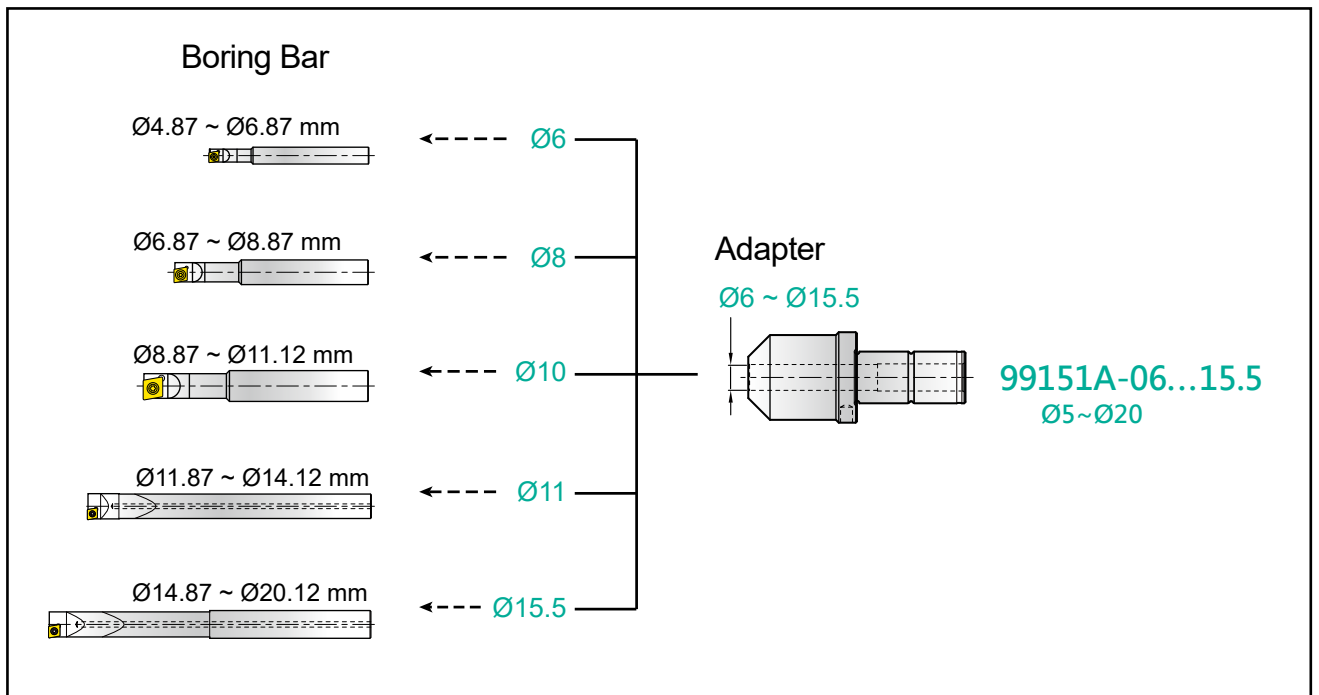 Boring Bar
Ø4.87 ~ Ø6.87 mm
Ø6
Ø6.87 ~ Ø8.87 mm
Ø8
Ø8.87 ~ Ø11.12 mm
Ø10
Ø11.87 ~ Ø14.12 mm
Ø11
Ø14.87 ~ Ø20.12 mm
Ø15.5
Adapter
Ø6 ~ Ø15.5
99151A-06...15.5
Ø5~Ø20